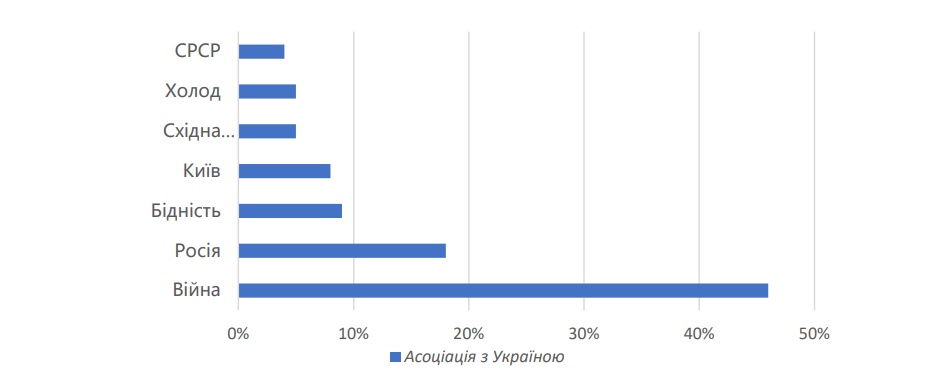 СРСР
Холод
Східна...
Київ
Бідність
Росія
Війна
0% 10% 20% 30% 40% 50%
Асоціація з Україною